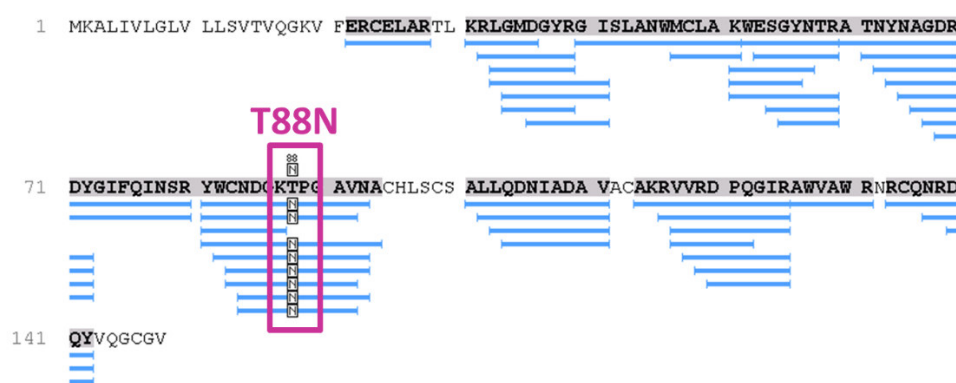 1 MKALIVLGLV LLSVTVQGKV FERCELARTL KRLGMDGYRG ISLANWMCLA KWESGYNTRA TNYNAGDR
T88N
88
N
71 DYGIFQINSR YWCNDGKTPG AVNACHLSCS ALLQDNIADA VACAKRVVRD PQGIRAWVAW RNRCQNRD
N
N
N
N
N
N
N
N
141 QYVQGCGV